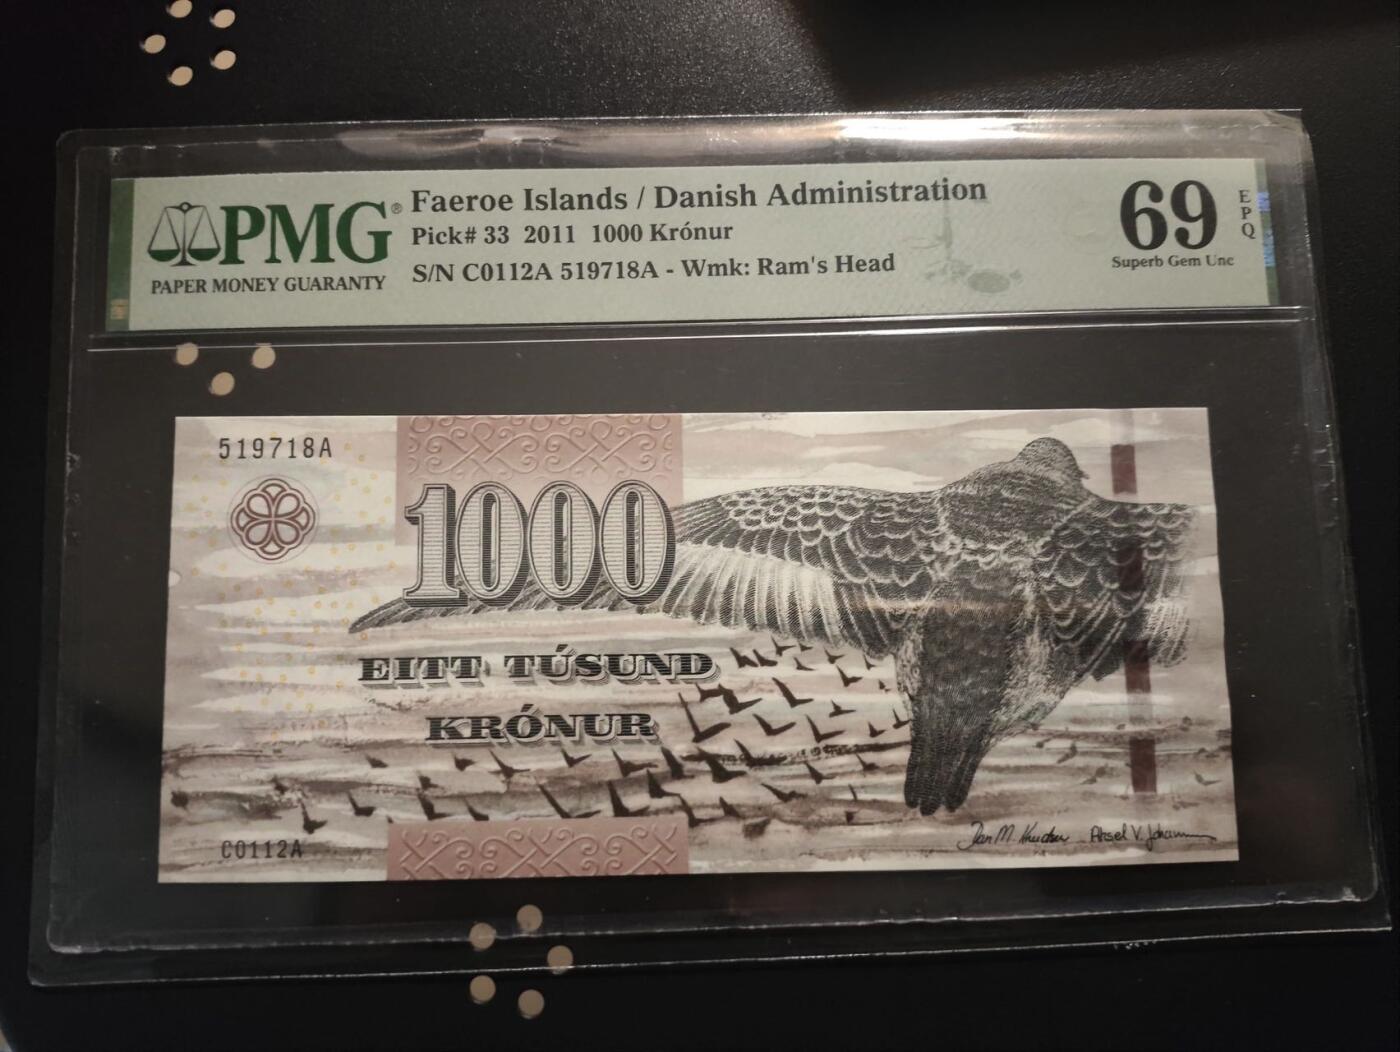 PMG®
PAPER MONEY GUARANTY
Faeroe Islands / Danish Administration
Pick# 33 2011 1000 Krónur
S/N C0112A 519718A - Wmk: Ram's Head
69
EPQ
Superb Gem Unc
519718A
1000
EITT TÚSUND
KRÓNUR
C0112A